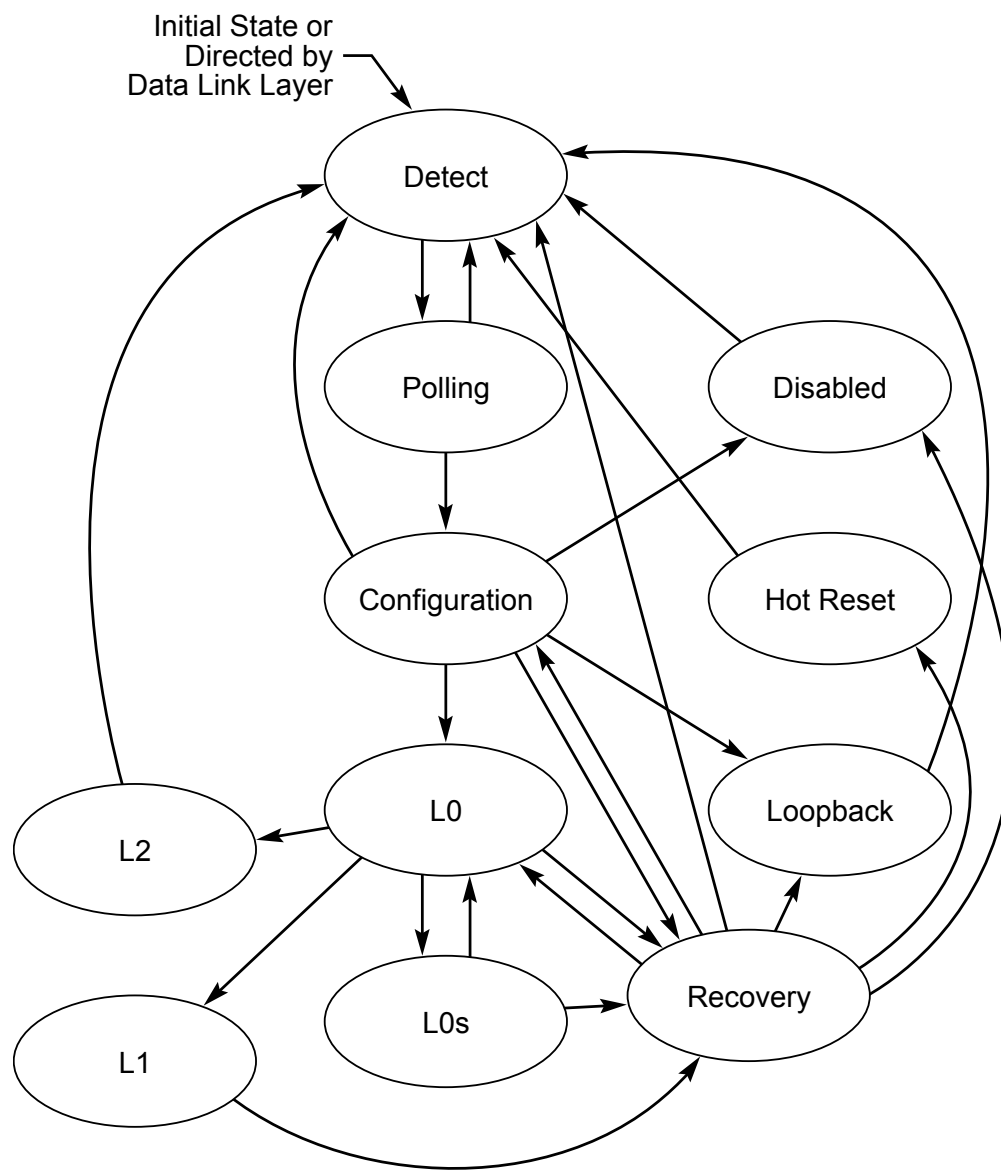 Initial State or
Directed by
Data Link Layer
Detect
Polling
Disabled
Configuration
Hot Reset
L0
Loopback
L2
Recovery
L0s
L1